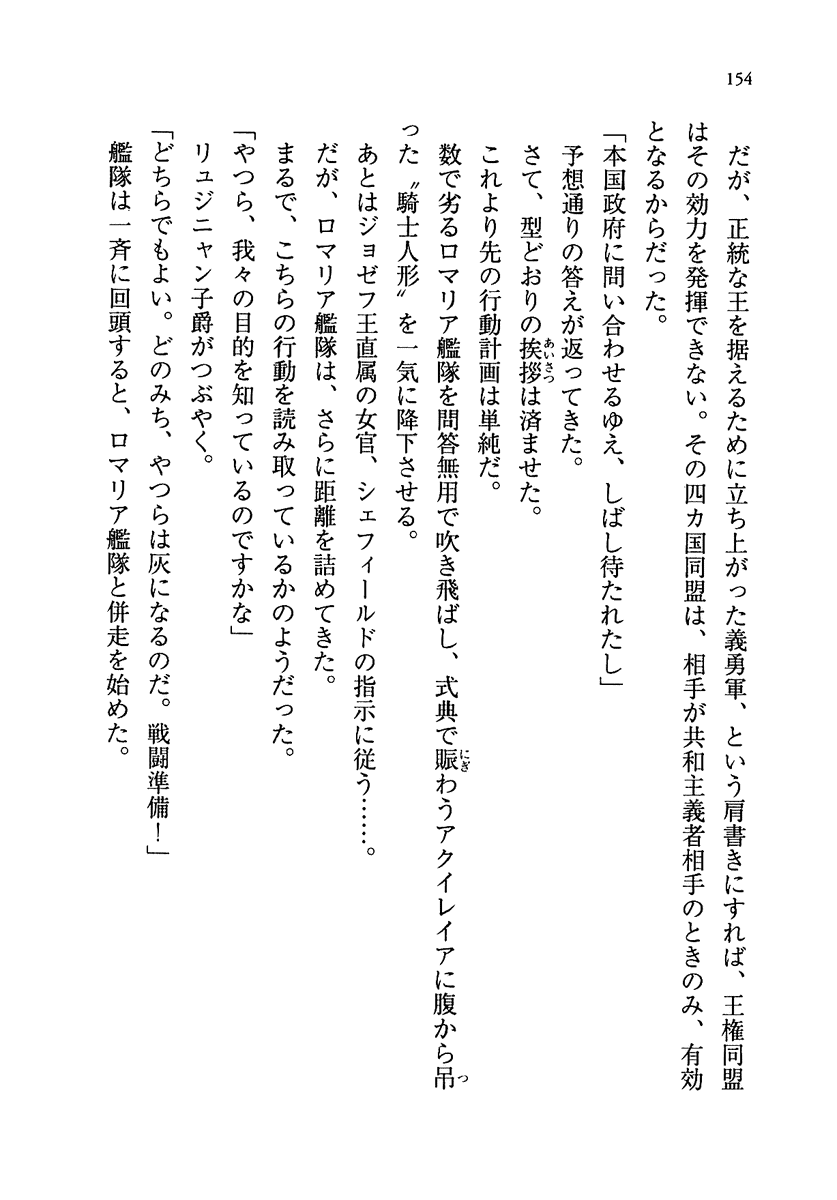 154
だが、正統な王を据えるために立ち上がった義勇軍、という肩書きにすれば、王権同盟
はその効力を発揮できない。その四カ国同盟は、相手が共和主義者相手のときのみ、有効
となるからだった。
「本国政府に問い合わせるゆえ、しばし待たれたし」
予想通りの答えが返ってきた。
さて、型どおりの挨拶は済ませた。
これより先の行動計画は単純だ。
数で劣るロマリア艦隊を問答無用で吹き飛ばし、式典で賑わうアクイレイアに腹から吊
った〝騎士人形〟を一気に降下させる。
あとはジョゼフ王直属の女官、シェフィールドの指示に従う……。
だが、ロマリア艦隊は、さらに距離を詰めてきた。
まるで、こちらの行動を読み取っているかのようだった。
「やつら、我々の目的を知っているのですかな」
リュジニャン子爵がつぶやく。
「どちらでもよい。どのみち、やつらは灰になるのだ。戦闘準備！」
艦隊は一斉に回頭すると、ロマリア艦隊と併走を始めた。